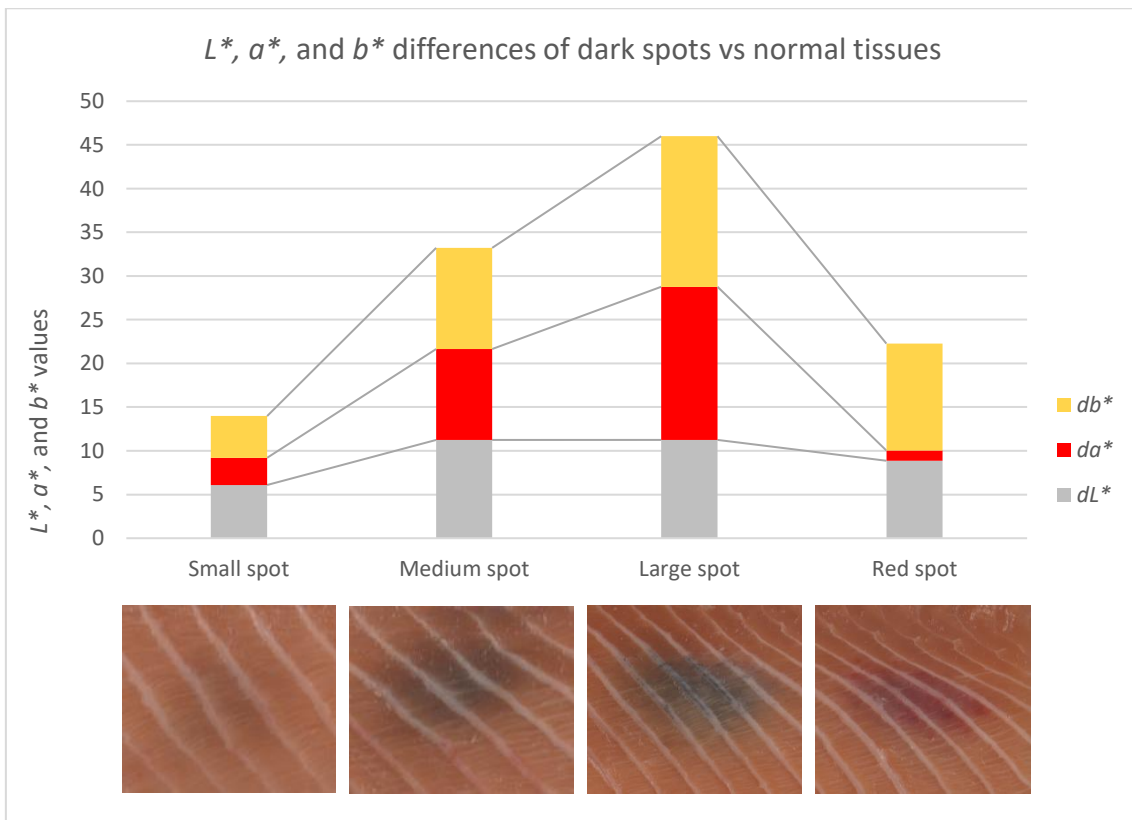 L*, a*, and b* differences of dark spots vs normal tissues
50
45
40
35
30
25
20
15
10
5
0
L*, a*, and b* values
Small spot
Medium spot
Large spot
Red spot
db*
da*
dL*